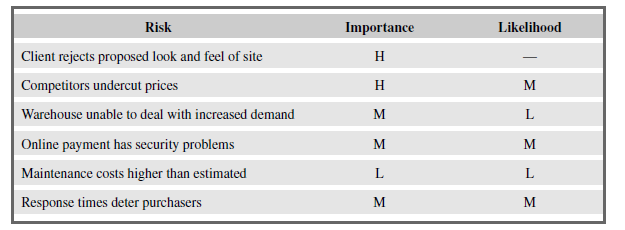 Risk Importance Likelihood
Client rejects proposed look and feel of site H —
Competitors undercut prices H M
Warehouse unable to deal with increased demand M L
Online payment has security problems M M
Maintenance costs higher than estimated L L
Response times deter purchasers M M